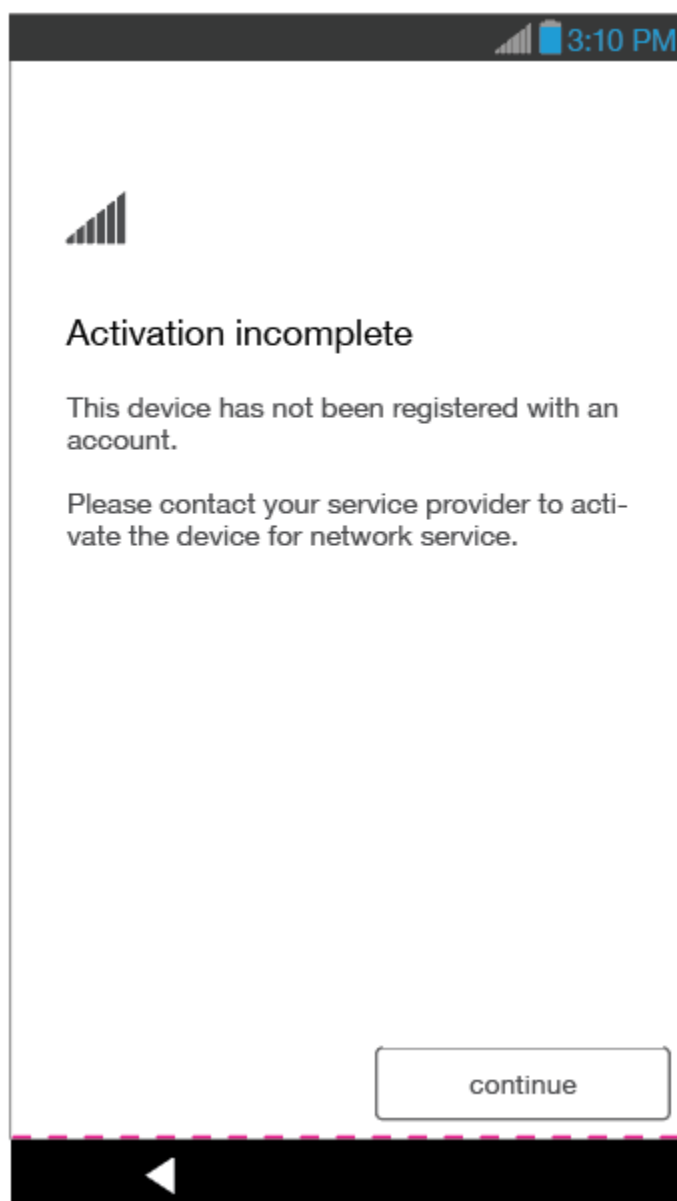 3:10 PM
Activation incomplete
This device has not been registered with an
account.
Please contact your service provider to acti-
vate the device for network service.
continue